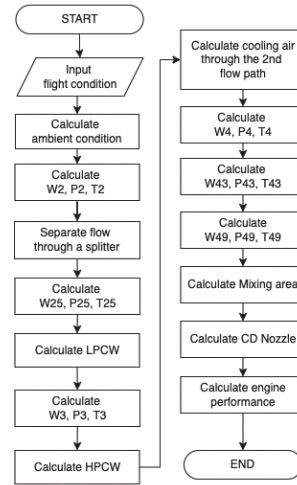 START
Input
flight condition
Calculate
ambient condition
Calculate
W2, P2, T2
Separate flow
through a splitter
Calculate
W25, P25, T25
Calculate LPCW
Calculate
W3, P3, T3
Calculate HPCW
Calculate cooling air
through the 2nd
flow path
Calculate
W4, P4, T4
Calculate
W43, P43, T43
Calculate
W49, P49, T49
Calculate Mixing area
Calculate CD Nozzle
Calculate engine
performance
END